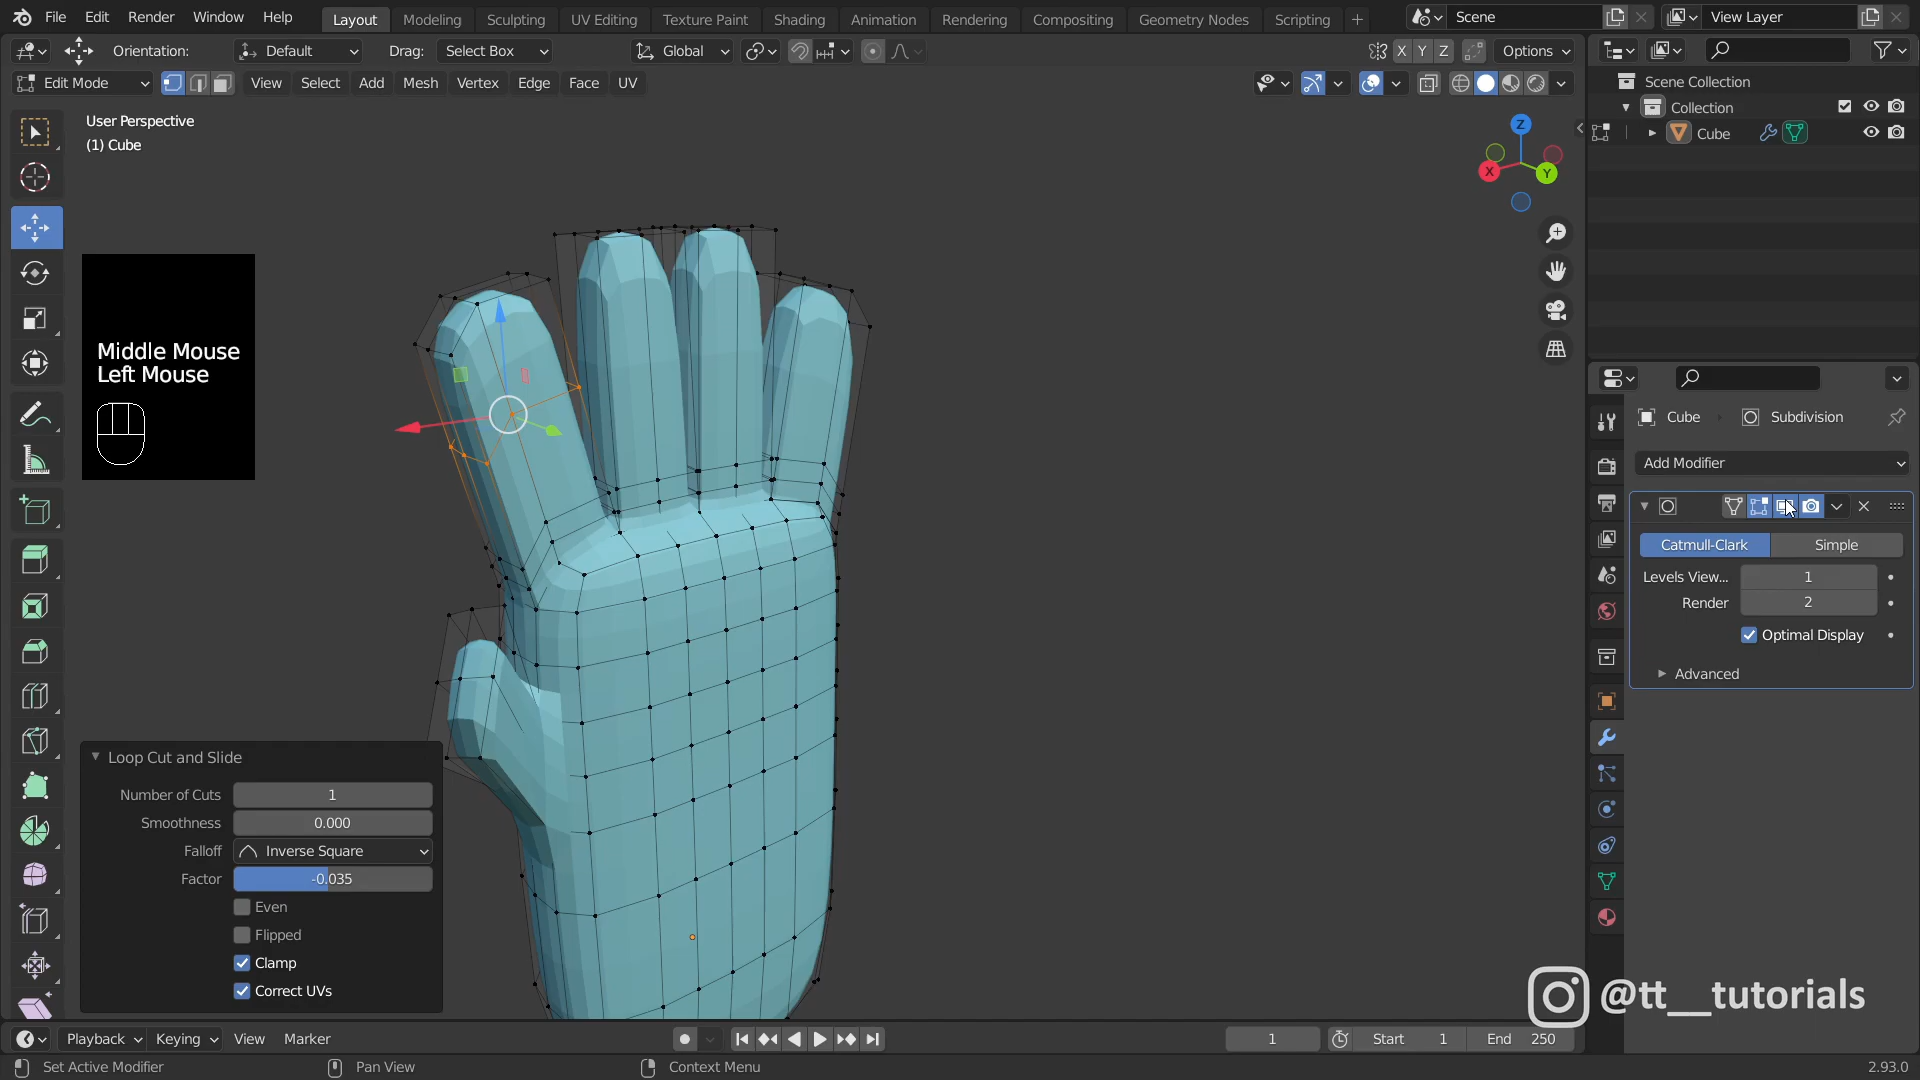 File Edit Render Window Help Layout Modeling Sculpting UV Editing Texture Paint Shading Animation Rendering Compositing Geometry Nodes Scripting Scene View Layer
Orientation: Default Drag: Select Box Global X Y Z Options
Edit Mode View Select Add Mesh Vertex Edge Face UV
Scene Collection
Collection
Cube
User Perspective
(1) Cube
Z
X
Y
Middle Mouse
Left Mouse
Cube Subdivision
Add Modifier
Catmull-Clark Simple
Levels View... 1
Render 2
Optimal Display
Advanced
Loop Cut and Slide
Number of Cuts 1
Smoothness 0.000
Falloff Inverse Square
Factor -0.035
Even
Flipped
Clamp
Correct UVs
@tt__tutorials
Playback Keying View Marker 1 Start 1 End 250
Set Active Modifier Pan View Context Menu 2.93.0